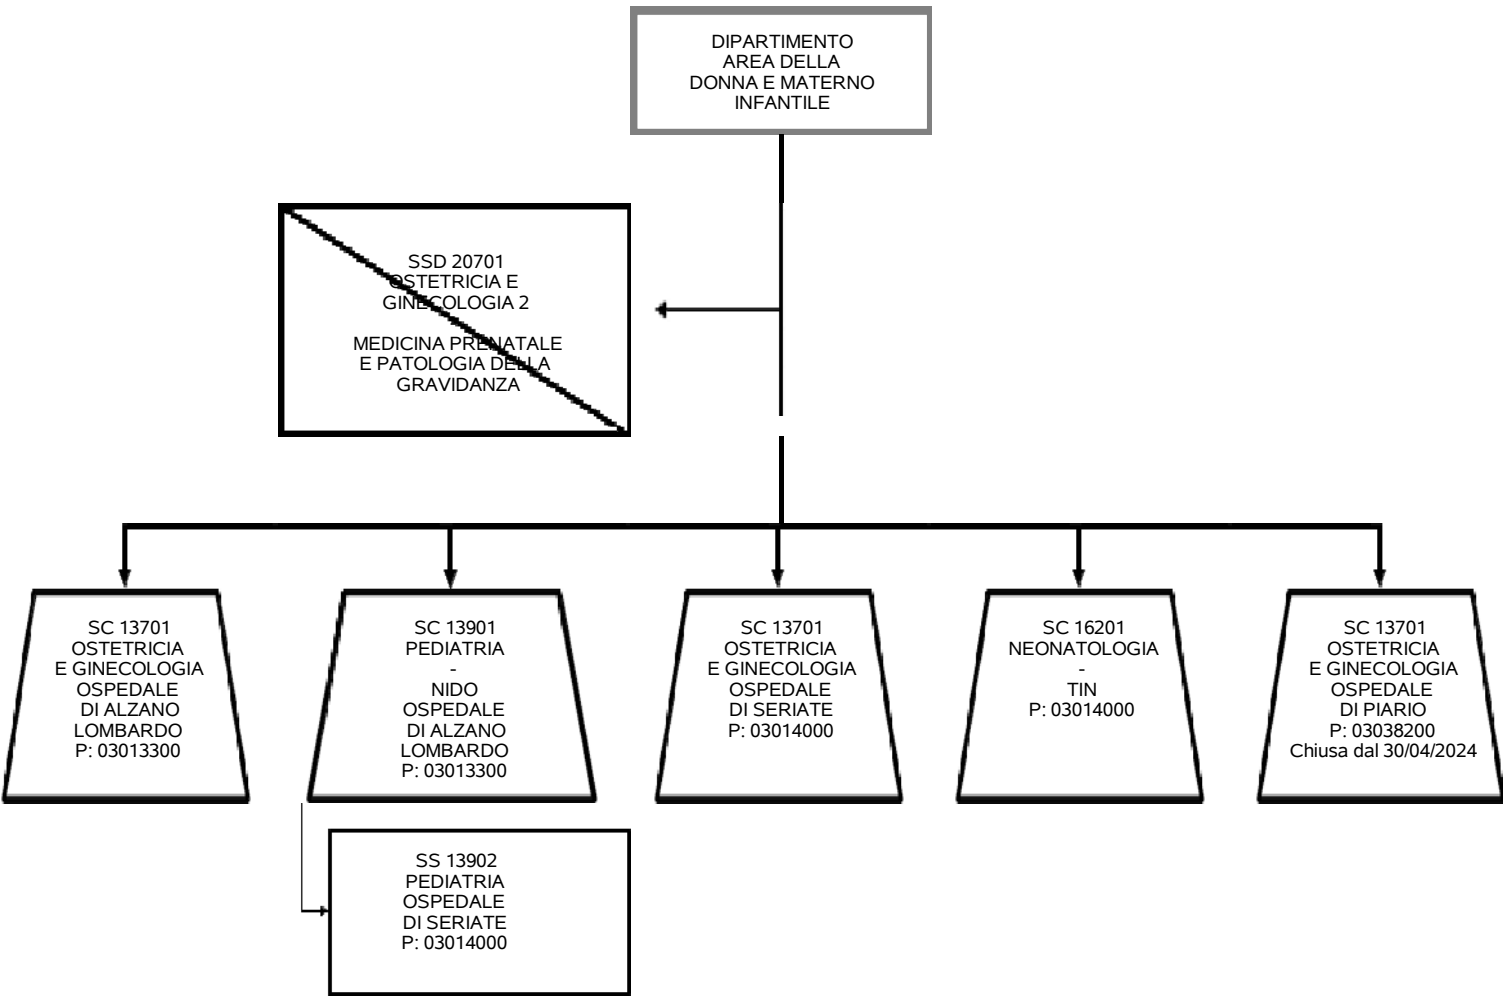 DIPARTIMENTO
AREA DELLA
DONNA E MATERNO
INFANTILE
SSD 20701
OSTETRICIA E
GINECOLOGIA 2
MEDICINA PRENATALE
E PATOLOGIA DELLA
GRAVIDANZA
SC 13701
OSTETRICIA
E GINECOLOGIA
OSPEDALE
DI ALZANO
LOMBARDO
P: 03013300
SC 13901
PEDIATRIA
-
NIDO
OSPEDALE
DI ALZANO
LOMBARDO
P: 03013300
SC 13701
OSTETRICIA
E GINECOLOGIA
OSPEDALE
DI SERIATE
P: 03014000
SC 16201
NEONATOLOGIA
-
TIN
P: 03014000
SC 13701
OSTETRICIA
E GINECOLOGIA
OSPEDALE
DI PIARIO
P: 03038200
Chiusa dal 30/04/2024
SS 13902
PEDIATRIA
OSPEDALE
DI SERIATE
P: 03014000